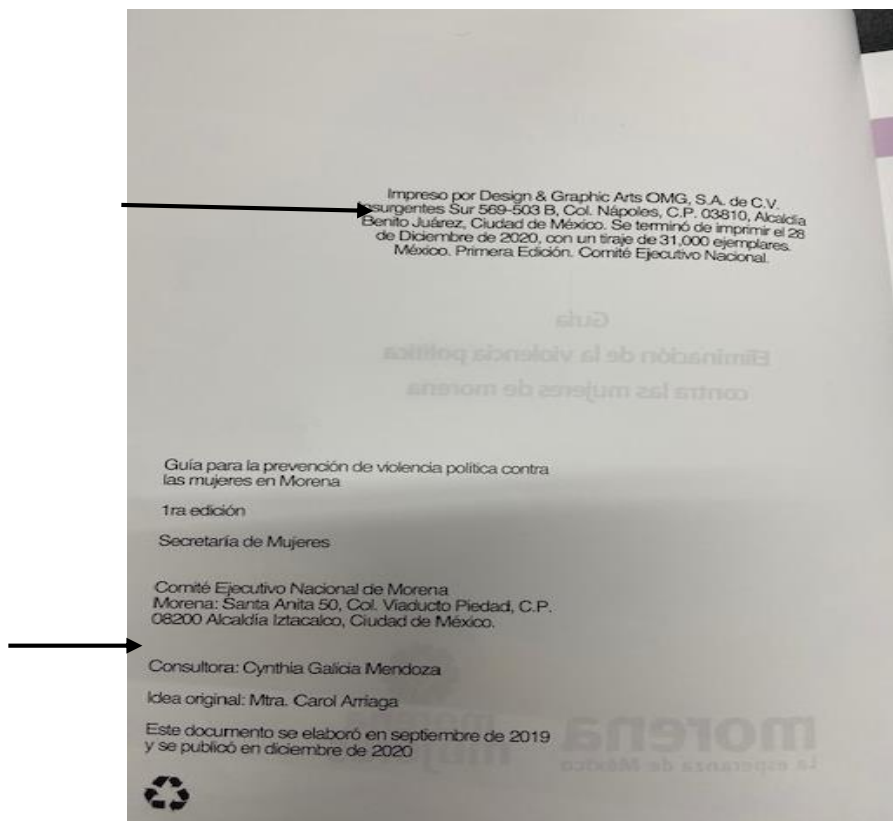 Impreso por Design & Graphic Arts OMG, S.A. de C.V.
Insurgentes Sur 569-503 B, Col. Nápoles, C.P. 03810, Alcaldía
Benito Juárez, Ciudad de México. Se terminó de imprimir el 28
de Diciembre de 2020, con un tiraje de 31,000 ejemplares.
México. Primera Edición. Comité Ejecutivo Nacional.
Guía
Eliminación de la violencia política
contra las mujeres de morena
Guía para la prevención de violencia política contra
las mujeres en Morena
1ra edición
Secretaría de Mujeres
Comité Ejecutivo Nacional de Morena
Morena: Santa Anita 50, Col. Viaducto Piedad, C.P.
08200 Alcaldía Iztacalco, Ciudad de México.
Consultora: Cynthia Galicia Mendoza
Idea original: Mtra. Carol Arriaga
Este documento se elaboró en septiembre de 2019
y se publicó en diciembre de 2020
morena
La esperanza de México
morena
mujeres